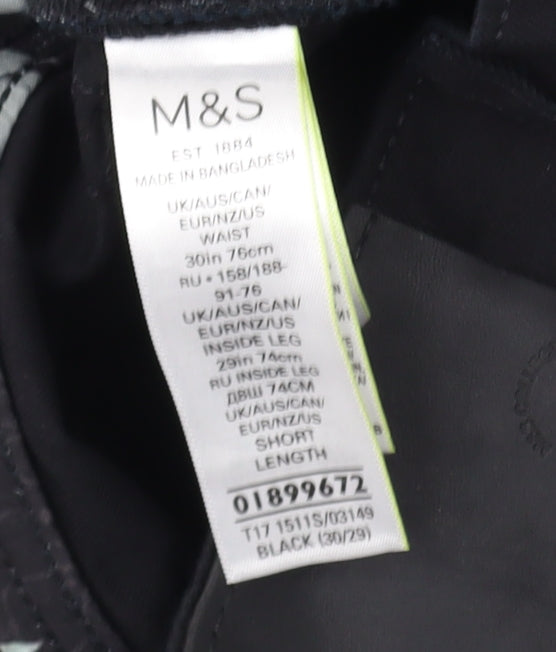 M&S
EST 1884
MADE IN BANGLADESH
UK/AUS/CAN/
EUR/NZ/US
WAIST
30in 76cm
RU • 158/188-
91-76
UK/AUS/CAN/
EUR/NZ/US
INSIDE LEG
29in 74cm
RU INSIDE LEG
ДВШ 74CM
UK/AUS/CAN/
EUR/NZ/US
SHORT
LENGTH
01899672
T17 1511S/03149
BLACK (30/29)